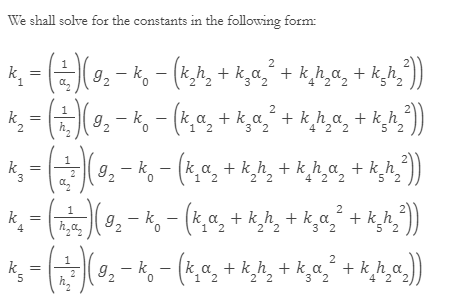 We shall solve for the constants in the following form:
k₁ = (1/α₂)(g₂ − k₀ − (k₂h₂ + k₃α₂² + k₄h₂α₂ + k₅h₂²))
k₂ = (1/h₂)(g₂ − k₀ − (k₁α₂ + k₃α₂² + k₄h₂α₂ + k₅h₂²))
k₃ = (1/α₂²)(g₂ − k₀ − (k₁α₂ + k₂h₂ + k₄h₂α₂ + k₅h₂²))
k₄ = (1/h₂α₂)(g₂ − k₀ − (k₁α₂ + k₂h₂ + k₃α₂² + k₅h₂²))
k₅ = (1/h₂²)(g₂ − k₀ − (k₁α₂ + k₂h₂ + k₃α₂² + k₄h₂α₂))